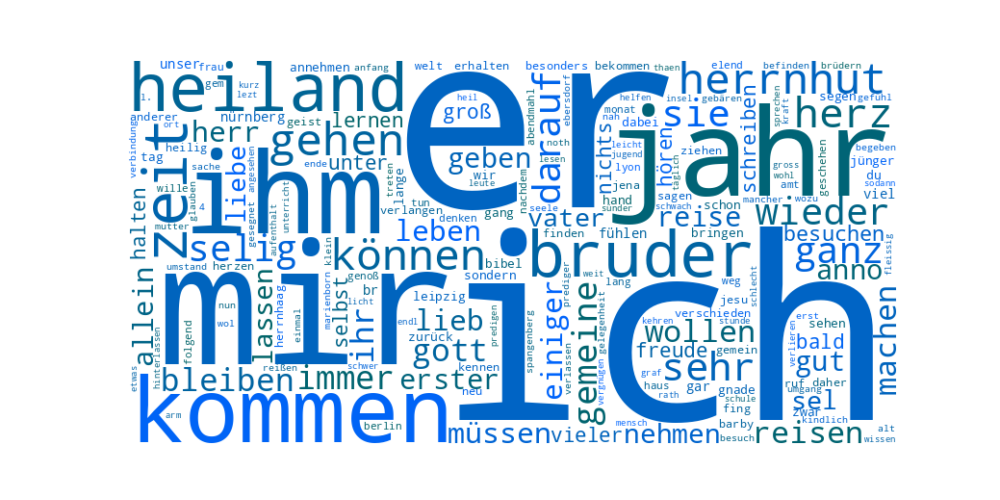 unser frau annehmen anfang welt erhalten besonders bekommen thaen elend befinden brüdern
heiland er herrnhut
gem kurz lezt groß darauf helfen insel gebären segen gefühl
1. anderer ort nürnberg geist lernen abendmahl ebersdorf monat nah dabei sie schreiben sprechen kraft herz
verbindung zeit herr gehen noth nichts hören jahr begeben
heilig tag sache liebe angesehen ende unter geben wir lesen leicht jugend ziehen täglich gross wohl geschehen jünger
ihm treten lange leute nachdem lyon jena sagen amt du sodann
wille glauben gesegnet unterricht tun verlangen gang seele hand sünder schwach schon mancher wozu viel
4 mutter aufenthalt denken vater reise wieder
halten selig klein leben finden fühlen bringen besuchen
können bibel bruder ganz fleissig
umstand herzen genoß sondern weit lang weg schlecht anno
allein mir selbst br licht leipzig prediger jesu
nun marienborn einiger gelegenheit verschieden erst sehen
wol herrnhaag einmal ihr endl lieb predigen spangenberg ich kehren stunde wollen bald machen
folgend lassen zurück gott kennen verlassen gemeine freude gemein verlieren gut
hinterlassen reißen schwer vergnügen graf sehr
etwas bleiben immer erster neu haus gar gnade ruf daher
rath schule umgang sel
arm kommen fing zwar kindlich
berlin mensch barby alt
müssen vieler nehmen besuch reisen wissen